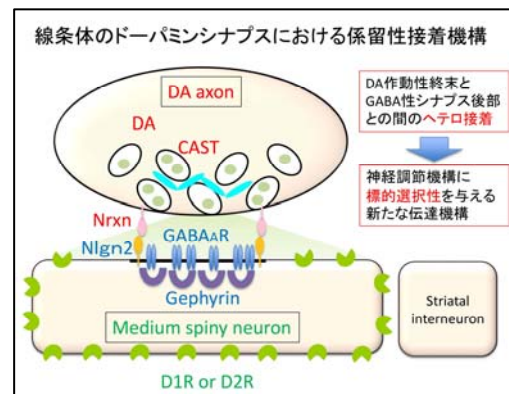 線条体のドーパミンシナプスにおける係留性接着機構
DA axon
DA
CAST
DA作動性終末と
GABA性シナプス後部
との間のヘテロ接着
神経調節機構に
標的選択性を与える
新たな伝達機構
Nrxn
Nlgn2
GABAAR
Gephyrin
Medium spiny neuron
Striatal
interneuron
D1R or D2R